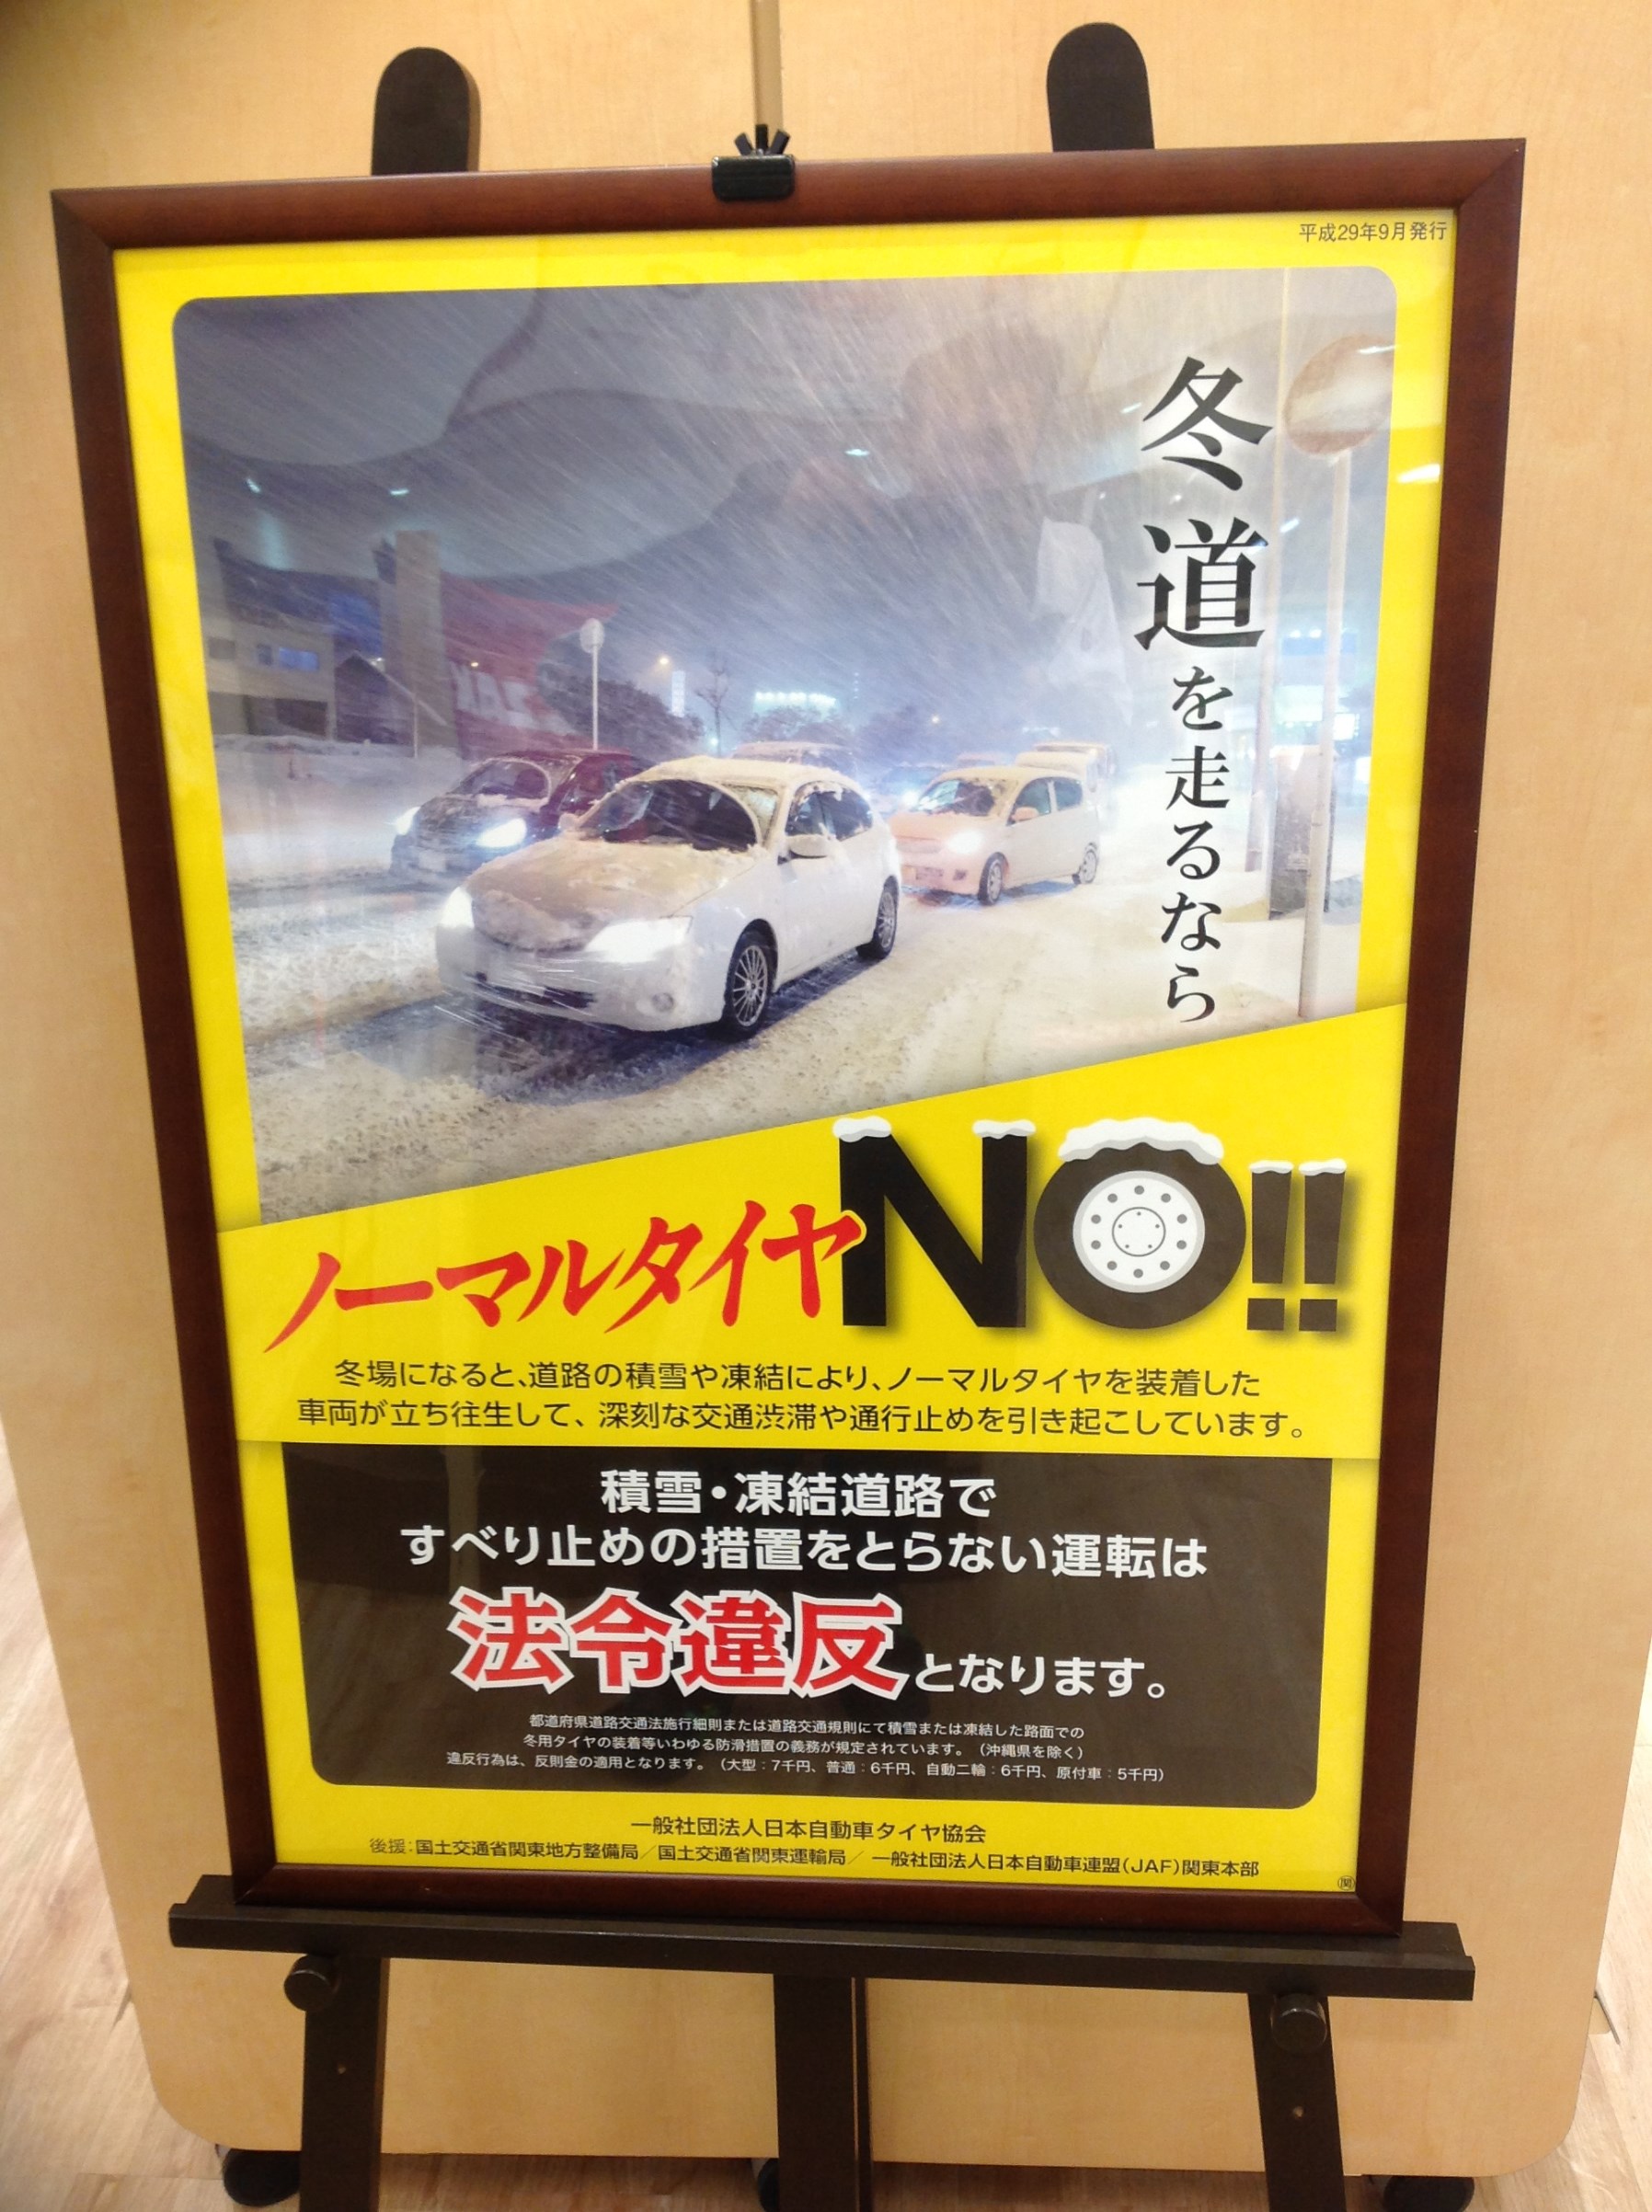 平成29年9月発行
冬道を走るなら
ノーマルタイヤNO!!
冬場になると、道路の積雪や凍結により、ノーマルタイヤを装着した
車両が立ち往生して、深刻な交通渋滞や通行止めを引き起こしています。
積雪・凍結道路で
すべり止めの措置をとらない運転は
法令違反となります。
都道府県道路交通法施行細則または道路交通規則にて積雪または凍結した路面での
冬用タイヤの装着等いわゆる防滑措置の義務が規定されています。（沖縄県を除く）
違反行為は、反則金の適用となります。（大型：7千円、普通：6千円、自動二輪：6千円、原付車：5千円）
一般社団法人日本自動車タイヤ協会
後援：国土交通省関東地方整備局／国土交通省関東運輸局／一般社団法人日本自動車連盟（JAF）関東本部